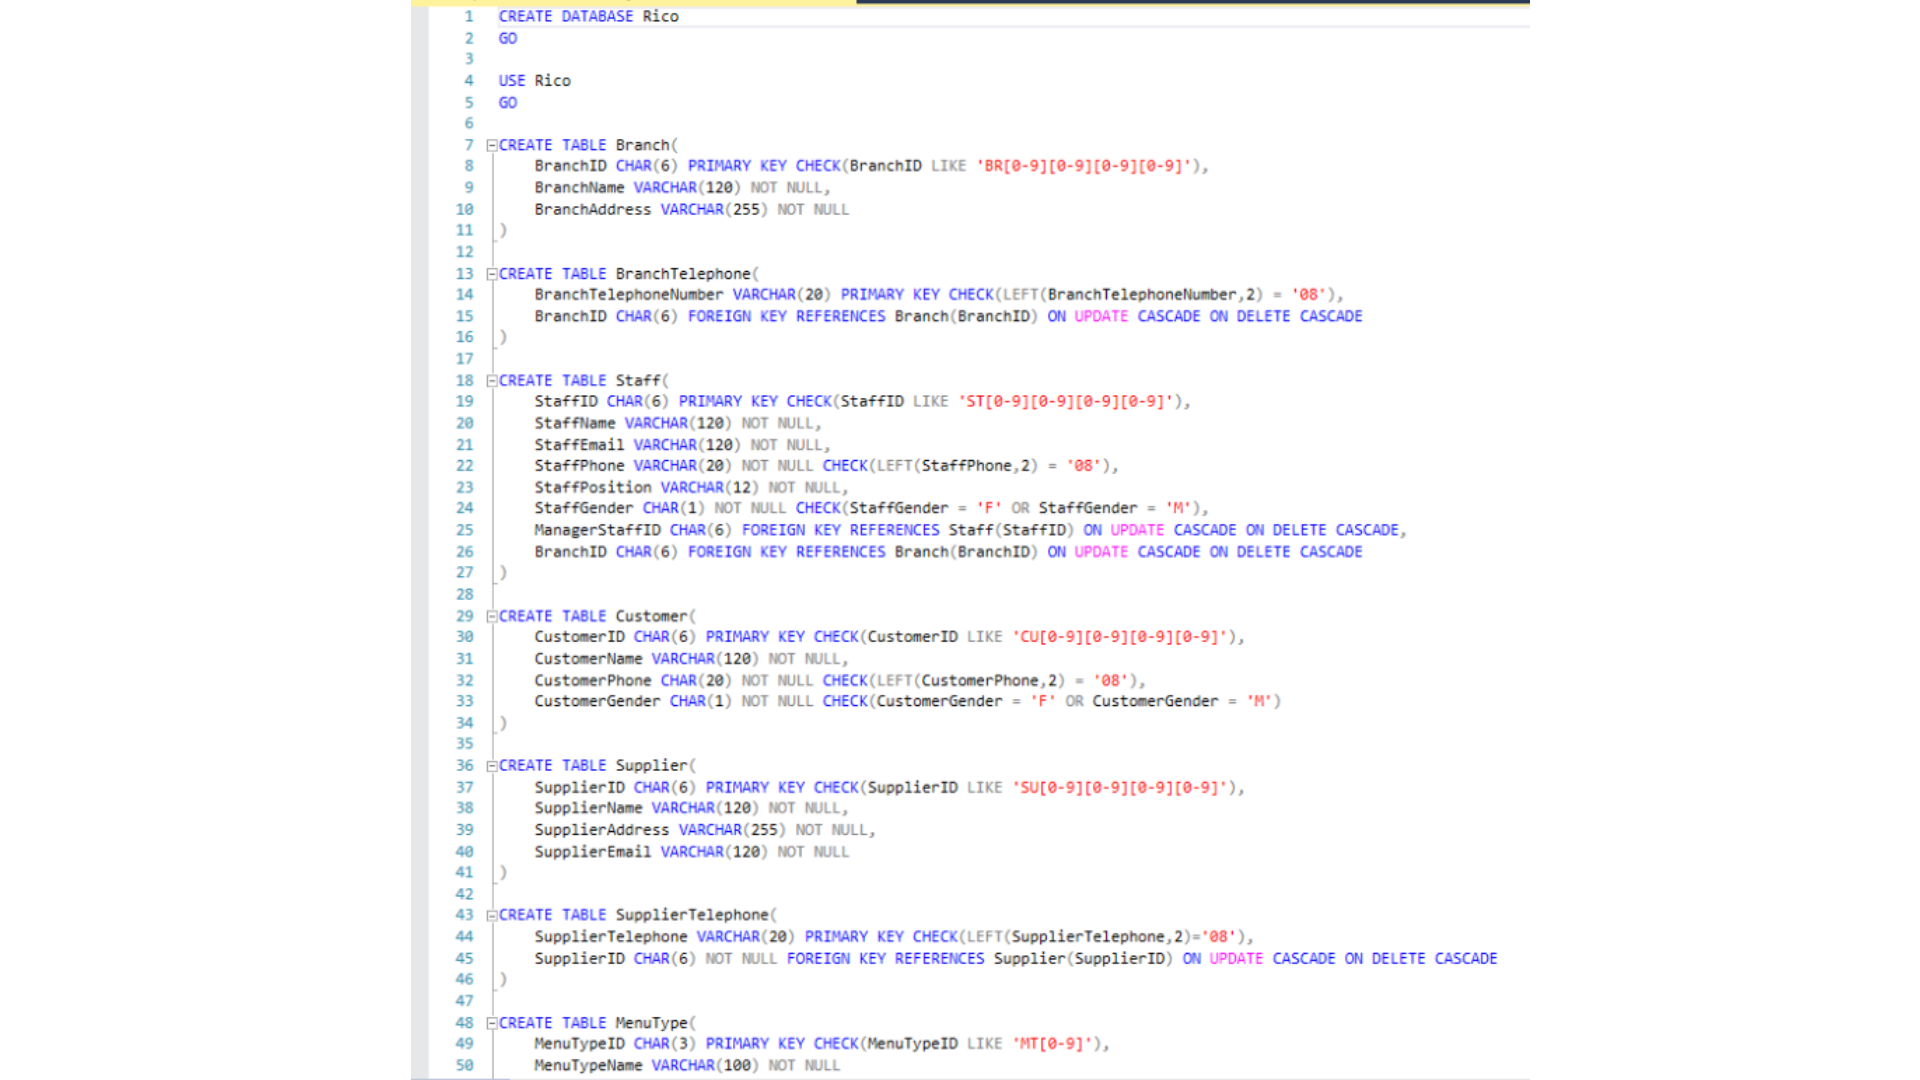 1 CREATE DATABASE Rico
2 GO
3
4 USE Rico
5 GO
6
7 CREATE TABLE Branch(
8 BranchID CHAR(6) PRIMARY KEY CHECK(BranchID LIKE 'BR[0-9][0-9][0-9][0-9]'),
9 BranchName VARCHAR(120) NOT NULL,
10 BranchAddress VARCHAR(255) NOT NULL
11 )
12
13 CREATE TABLE BranchTelephone(
14 BranchTelephoneNumber VARCHAR(20) PRIMARY KEY CHECK(LEFT(BranchTelephoneNumber,2) = '08'),
15 BranchID CHAR(6) FOREIGN KEY REFERENCES Branch(BranchID) ON UPDATE CASCADE ON DELETE CASCADE
16 )
17
18 CREATE TABLE Staff(
19 StaffID CHAR(6) PRIMARY KEY CHECK(StaffID LIKE 'ST[0-9][0-9][0-9][0-9]'),
20 StaffName VARCHAR(120) NOT NULL,
21 StaffEmail VARCHAR(120) NOT NULL,
22 StaffPhone VARCHAR(20) NOT NULL CHECK(LEFT(StaffPhone,2) = '08'),
23 StaffPosition VARCHAR(12) NOT NULL,
24 StaffGender CHAR(1) NOT NULL CHECK(StaffGender = 'F' OR StaffGender = 'M'),
25 ManagerStaffID CHAR(6) FOREIGN KEY REFERENCES Staff(StaffID) ON UPDATE CASCADE ON DELETE CASCADE,
26 BranchID CHAR(6) FOREIGN KEY REFERENCES Branch(BranchID) ON UPDATE CASCADE ON DELETE CASCADE
27 )
28
29 CREATE TABLE Customer(
30 CustomerID CHAR(6) PRIMARY KEY CHECK(CustomerID LIKE 'CU[0-9][0-9][0-9][0-9]'),
31 CustomerName VARCHAR(120) NOT NULL,
32 CustomerPhone CHAR(20) NOT NULL CHECK(LEFT(CustomerPhone,2) = '08'),
33 CustomerGender CHAR(1) NOT NULL CHECK(CustomerGender = 'F' OR CustomerGender = 'M')
34 )
35
36 CREATE TABLE Supplier(
37 SupplierID CHAR(6) PRIMARY KEY CHECK(SupplierID LIKE 'SU[0-9][0-9][0-9][0-9]'),
38 SupplierName VARCHAR(120) NOT NULL,
39 SupplierAddress VARCHAR(255) NOT NULL,
40 SupplierEmail VARCHAR(120) NOT NULL
41 )
42
43 CREATE TABLE SupplierTelephone(
44 SupplierTelephone VARCHAR(20) PRIMARY KEY CHECK(LEFT(SupplierTelephone,2)='08'),
45 SupplierID CHAR(6) NOT NULL FOREIGN KEY REFERENCES Supplier(SupplierID) ON UPDATE CASCADE ON DELETE CASCADE
46 )
47
48 CREATE TABLE MenuType(
49 MenuTypeID CHAR(3) PRIMARY KEY CHECK(MenuTypeID LIKE 'MT[0-9]'),
50 MenuTypeName VARCHAR(100) NOT NULL